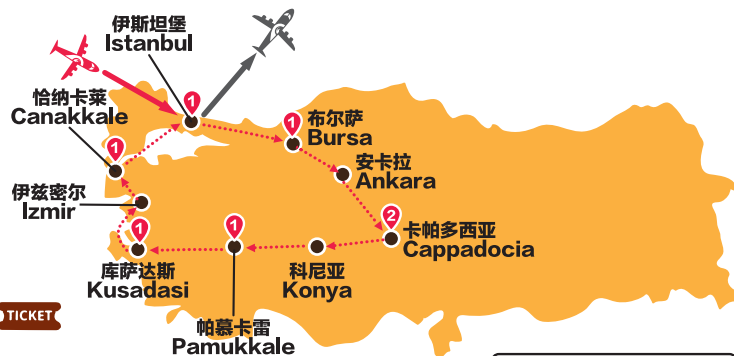 伊斯坦堡
Istanbul
恰纳卡莱
Canakkale
1
1
1
布尔萨
Bursa
安卡拉
Ankara
伊兹密尔
Izmir
2
卡帕多西亚
Cappadocia
1
1
库萨达斯
Kusadasi
科尼亚
Konya
TICKET
帕慕卡雷
Pamukkale